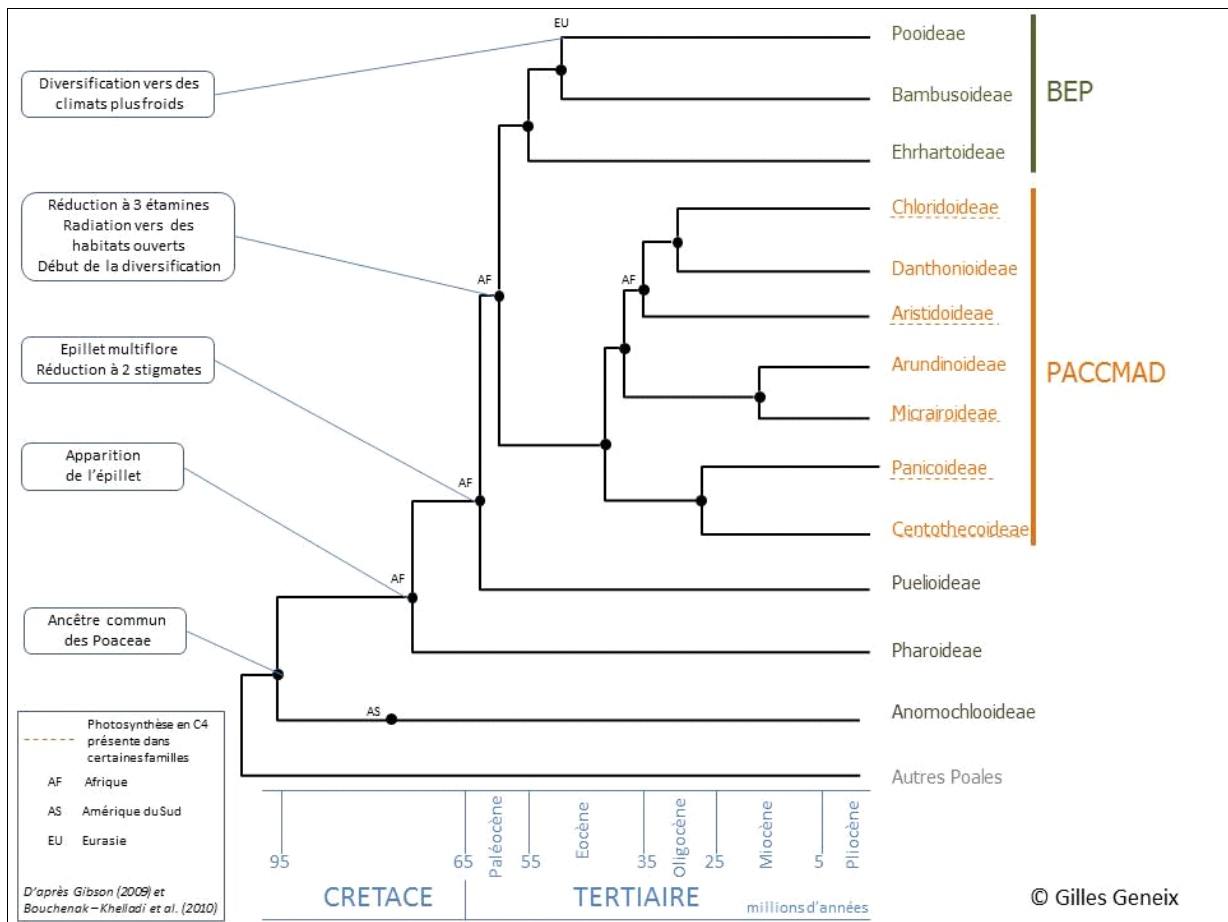 EU
Pooideae
Diversification vers des
climats plus froids
Bambusoideae
BEP
Ehrhartoideae
Réduction à 3 étamines
Radiation vers des
habitats ouverts
Début de la diversification
Chloridoideae
Danthonioideae
AF
AF
Aristidoideae
Epillet multiflore
Réduction à 2 stigmates
Arundinoideae
PACCMAD
Micrairoideae
Apparition
de l'épillet
Panicoideae
AF
Centothecoideae
AF
Puelioideae
Ancêtre commun
des Poaceae
Pharoideae
AS
Anomochlooideae
Autres Poales
Photosynthèse en C4
présente dans
certaines familles
AF Afrique
AS Amérique du Sud
EU Eurasie
D'après Gibson (2009) et
Bouchenak – Khelladi et al. (2010)
Paléocène
Eocène
Oligocène
Miocène
Pliocène
95 65 55 35 25 5
CRETACE TERTIAIRE millions d'années
© Gilles Geneix